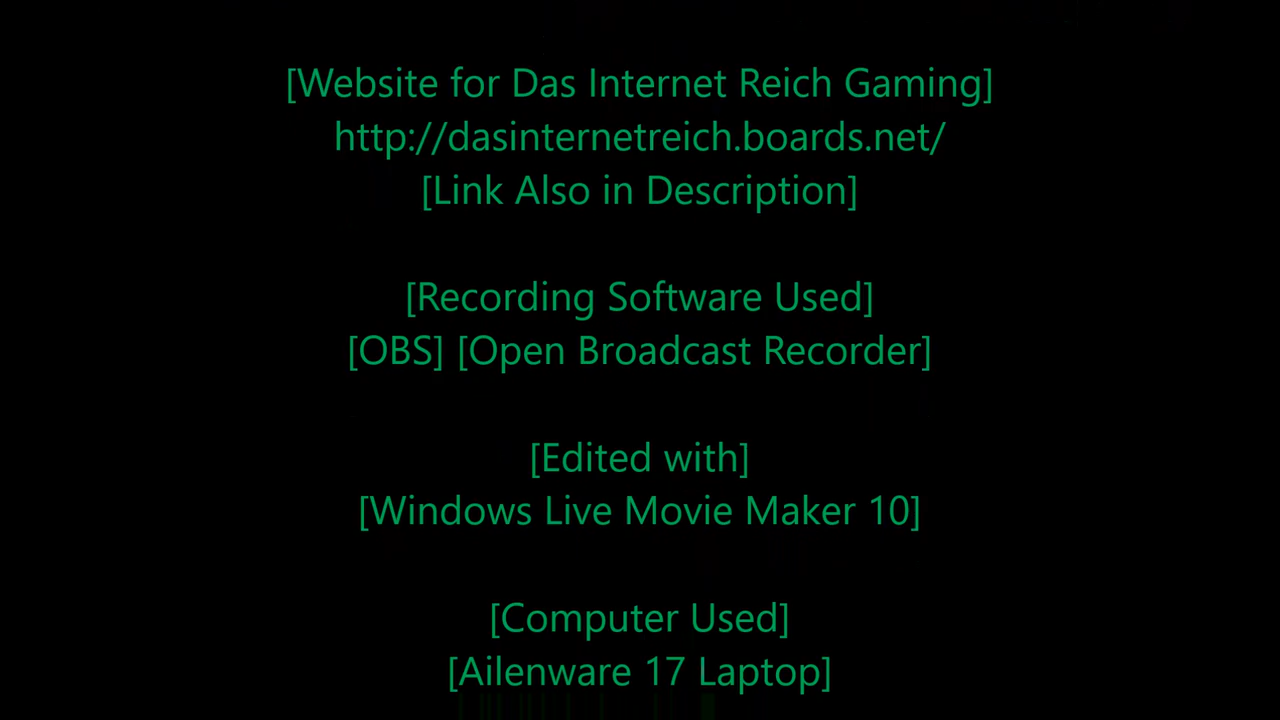 [Website for Das Internet Reich Gaming]
http://dasinternetreich.boards.net/
[Link Also in Description]
[Recording Software Used]
[OBS] [Open Broadcast Recorder]
[Edited with]
[Windows Live Movie Maker 10]
[Computer Used]
[Ailenware 17 Laptop]